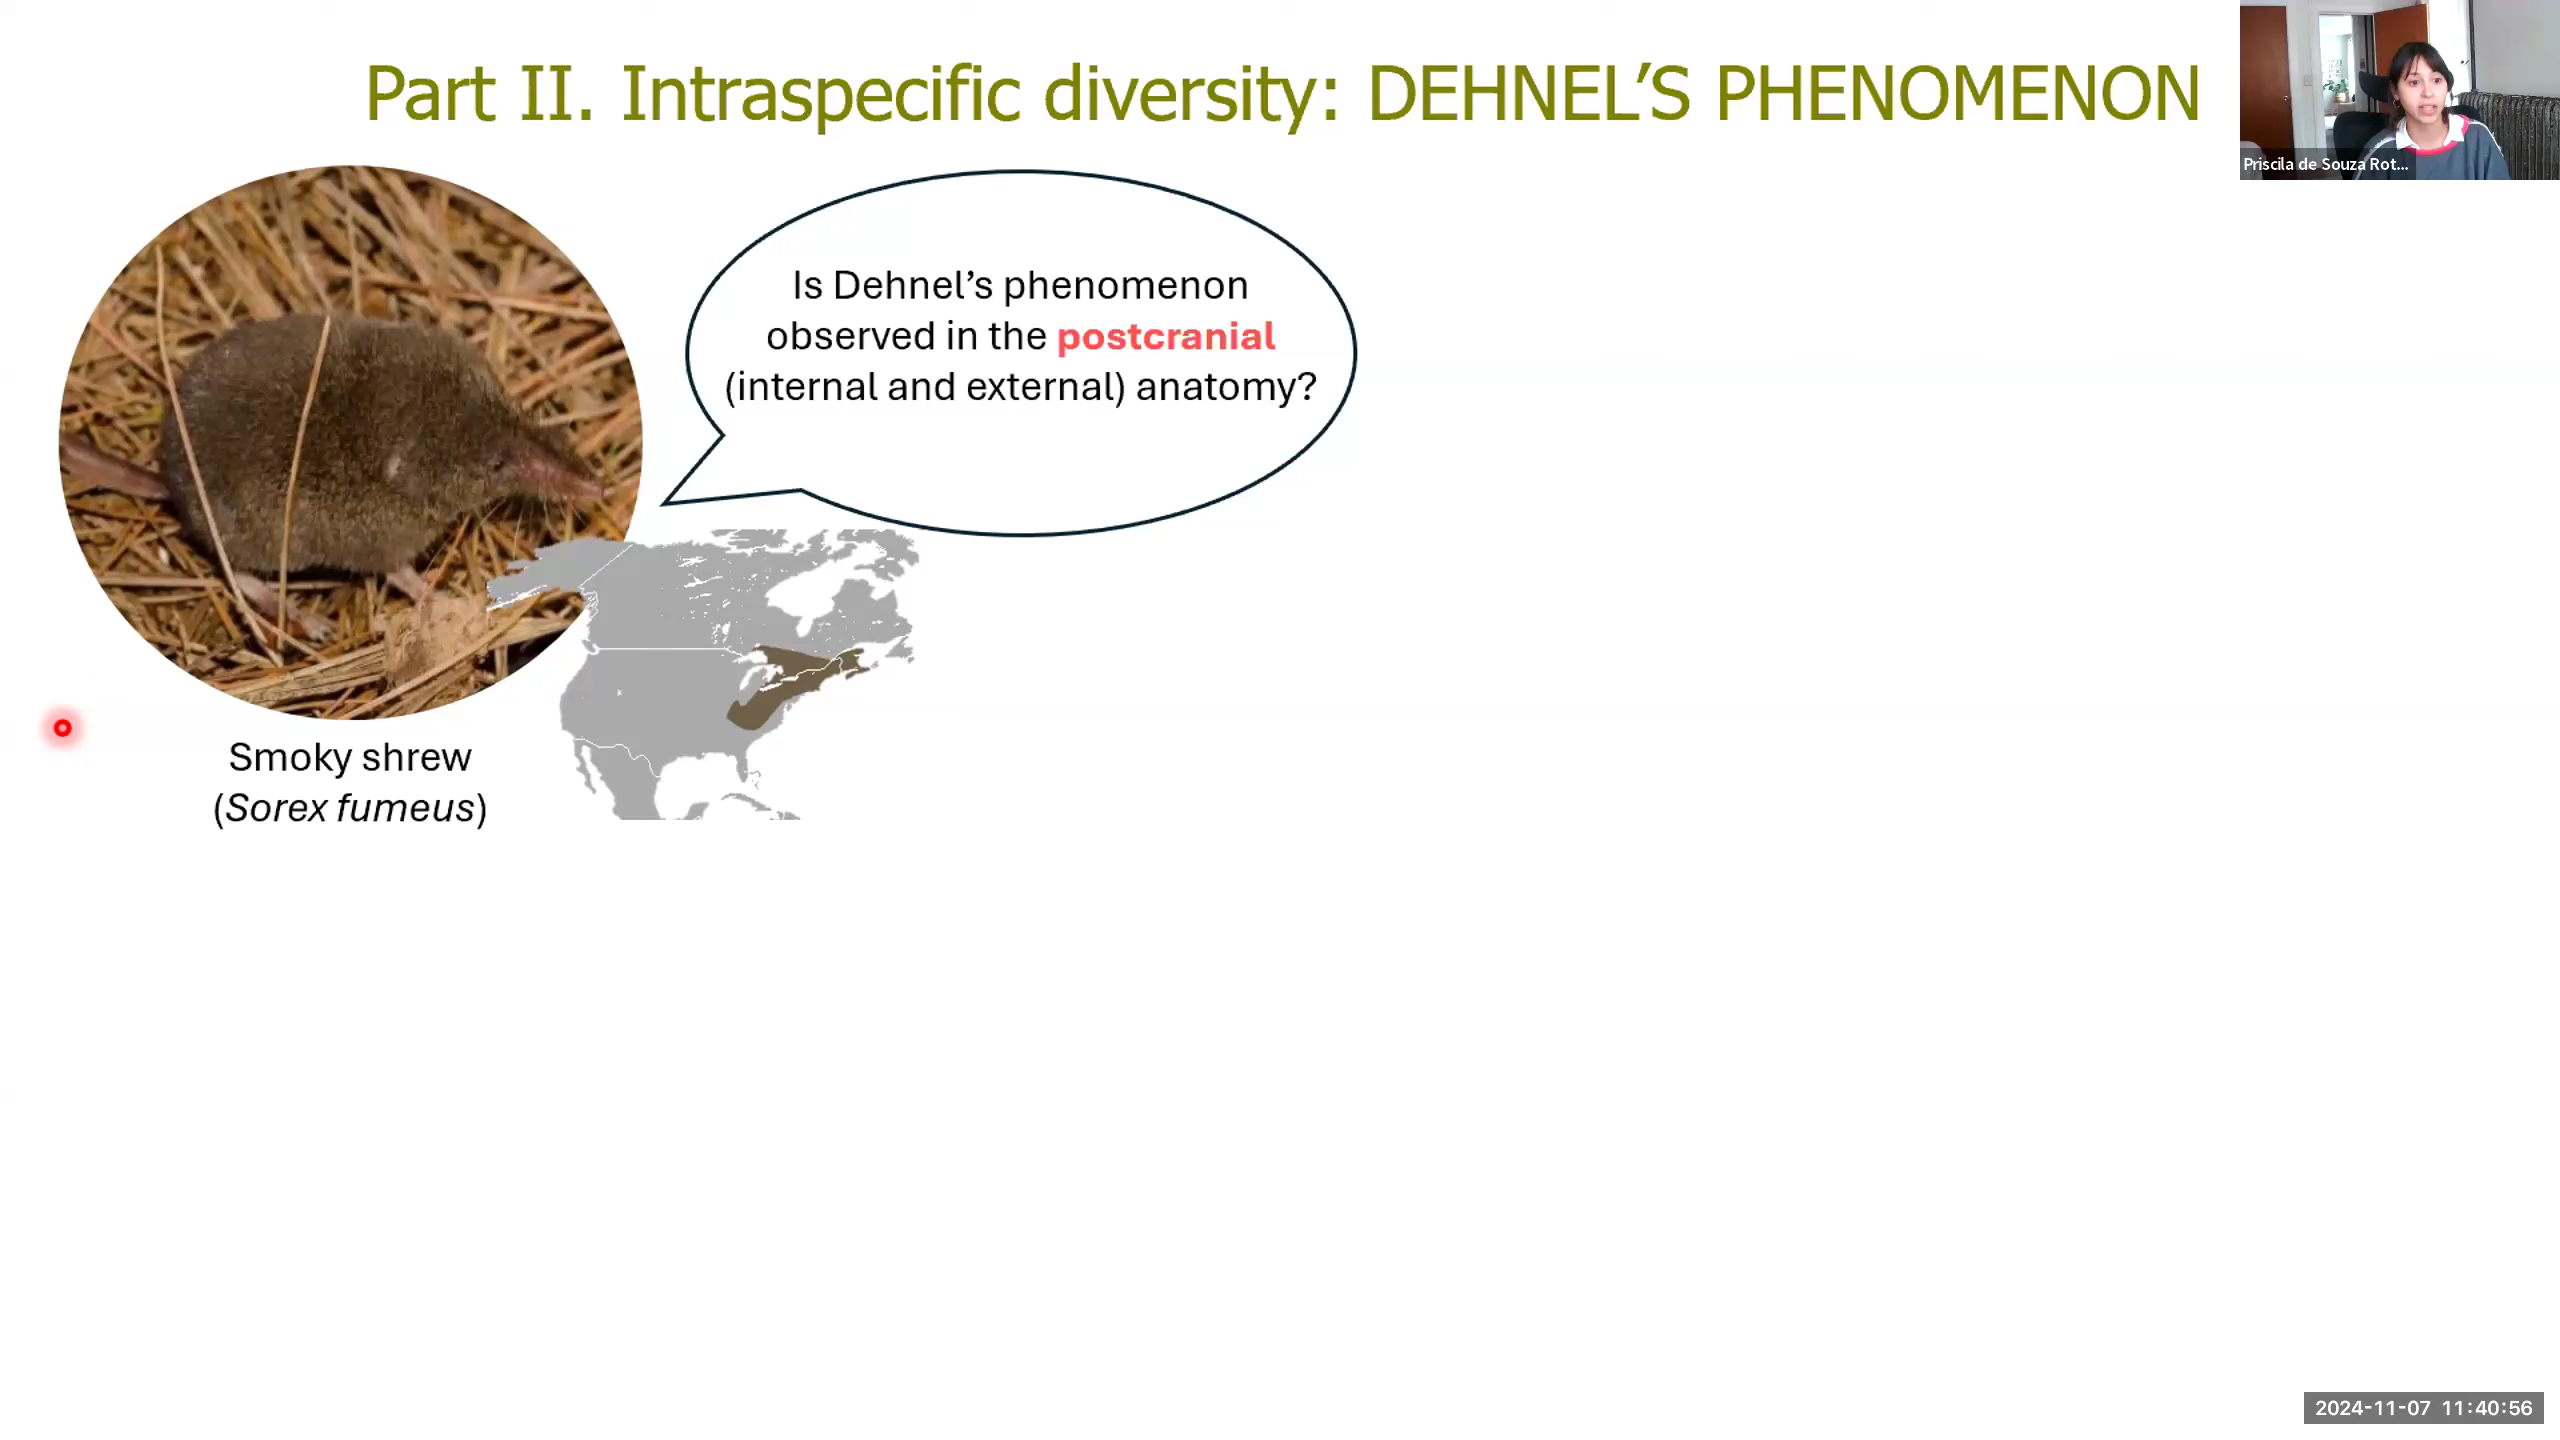 Part II. Intraspecific diversity: DEHNEL’S PHENOMENON
Priscila de Souza Rot...
Is Dehnel’s phenomenon
observed in the postcranial
(internal and external) anatomy?
Smoky shrew
(Sorex fumeus)
2024-11-07 11:40:56